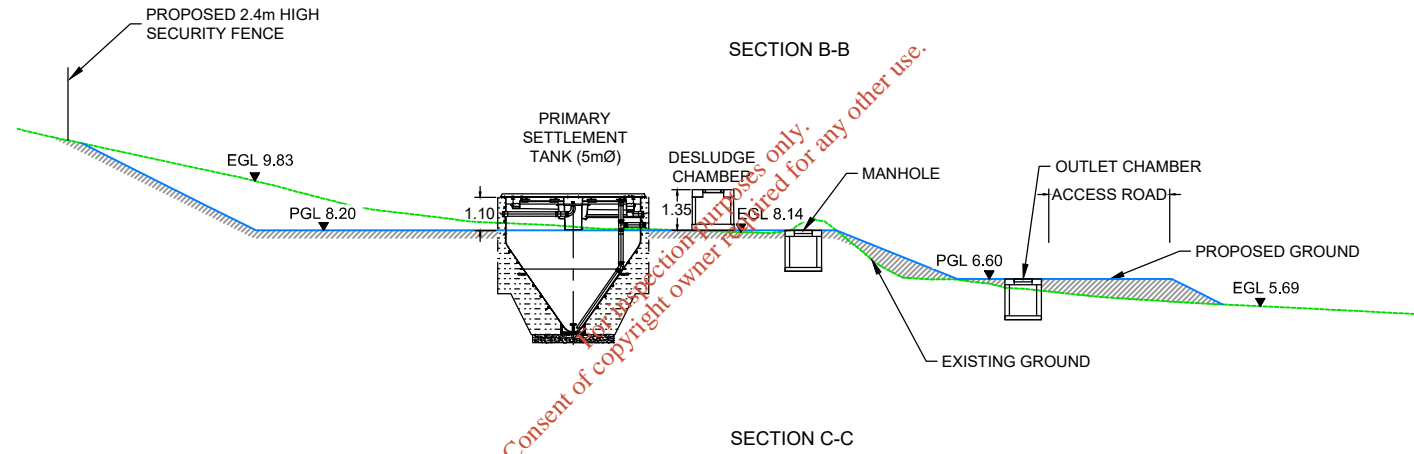 PROPOSED 2.4m HIGH
SECURITY FENCE
SECTION B-B
PRIMARY
SETTLEMENT
TANK (5mØ)
DESLUDGE
CHAMBER
MANHOLE
OUTLET CHAMBER
ACCESS ROAD
EGL 9.83
PGL 8.20
1.10
1.35
EGL 8.14
PGL 6.60
PROPOSED GROUND
EGL 5.69
EXISTING GROUND
For inspection purposes only.
Consent of copyright owner required for any other use.
SECTION C-C